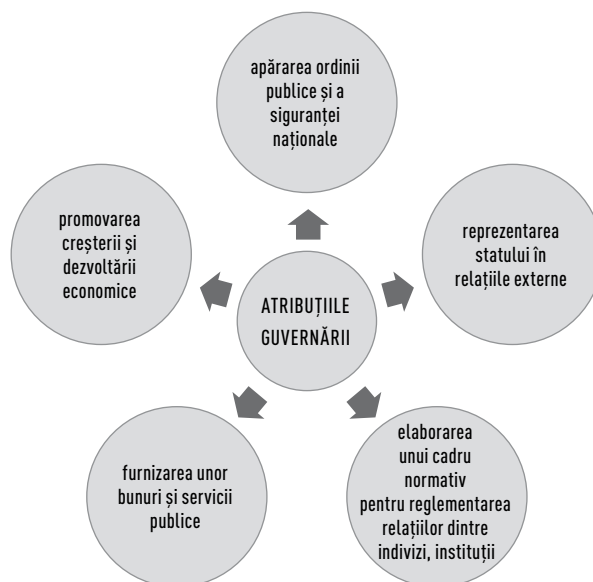 apărarea ordinii
publice și a
siguranței
naționale
promovarea
creșterii și
dezvoltării
economice
reprezentarea
statului în
relațiile externe
ATRIBUȚIILE
GUVERNĂRII
furnizarea unor
bunuri și servicii
publice
elaborarea
unui cadru
normativ
pentru reglementarea
relațiilor dintre
indivizi, instituții